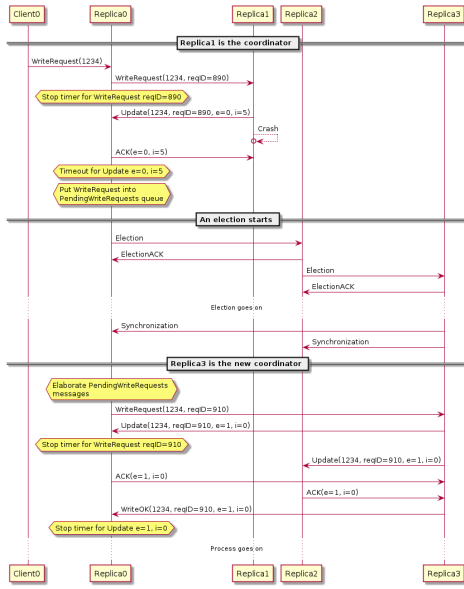 Client0 Replica0 Replica1 Replica2 Replica3
Replica1 is the coordinator
WriteRequest(1234)
WriteRequest(1234, reqID=890)
Stop timer for WriteRequest reqID=890
Update(1234, reqID=890, e=0, i=5)
Crash
ACK(e=0, i=5)
Timeout for Update e=0, i=5
Put WriteRequest into
PendingWriteRequests queue
An election starts
Election
ElectionACK
Election
ElectionACK
Election goes on
Synchronization
Synchronization
Replica3 is the new coordinator
Elaborate PendingWriteRequests
messages
WriteRequest(1234, reqID=910)
Update(1234, reqID=910, e=1, i=0)
Stop timer for WriteRequest reqID=910
Update(1234, reqID=910, e=1, i=0)
ACK(e=1, i=0)
ACK(e=1, i=0)
WriteOK(1234, reqID=910, e=1, i=0)
Stop timer for Update e=1, i=0
Process goes on
Client0 Replica0 Replica1 Replica2 Replica3